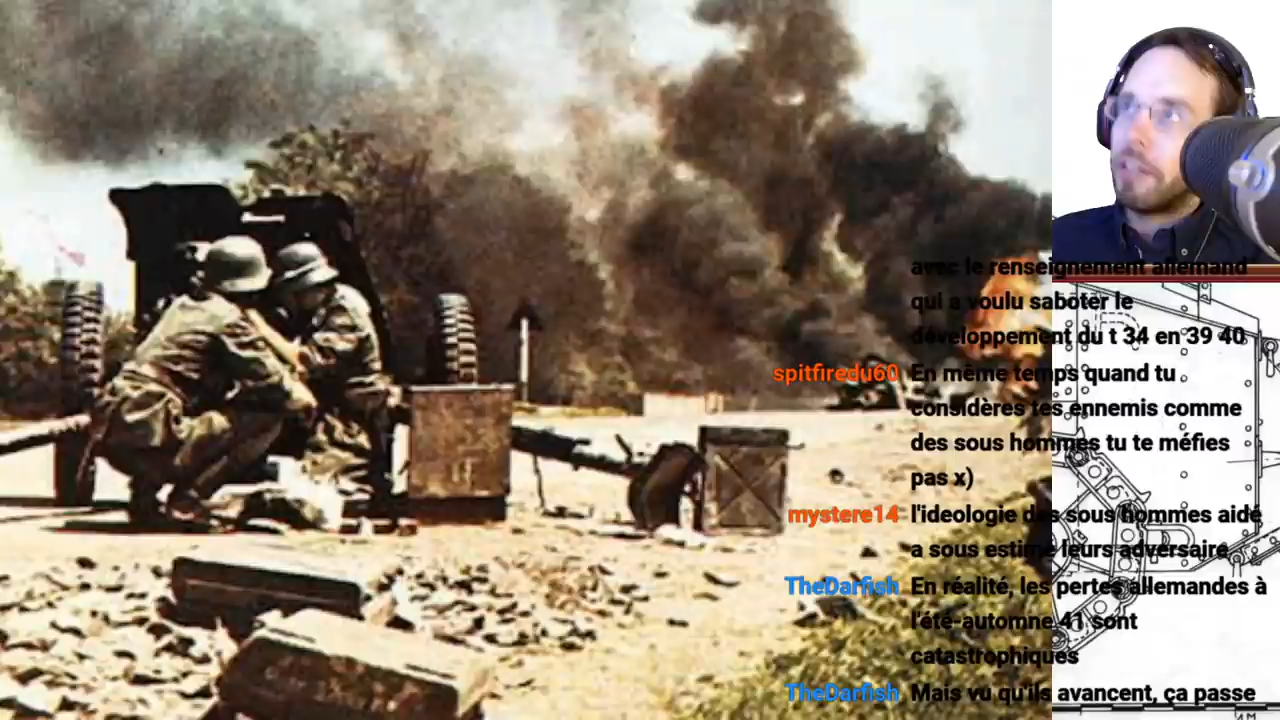 avec le renseignement allemand
qui a voulu saboter le
développement du t 34 en 39 40
spitfiredu60 En même temps quand tu
considères tes ennemis comme
des sous hommes tu te méfies
pas x)
mystere14 l'ideologie des sous hommes aidé
a sous estimé leurs adversaire
TheDarfish En réalité, les pertes allemandes à
l'été-automne 41 sont
catastrophiques
TheDarfish Mais vu qu'ils avancent, ça passe